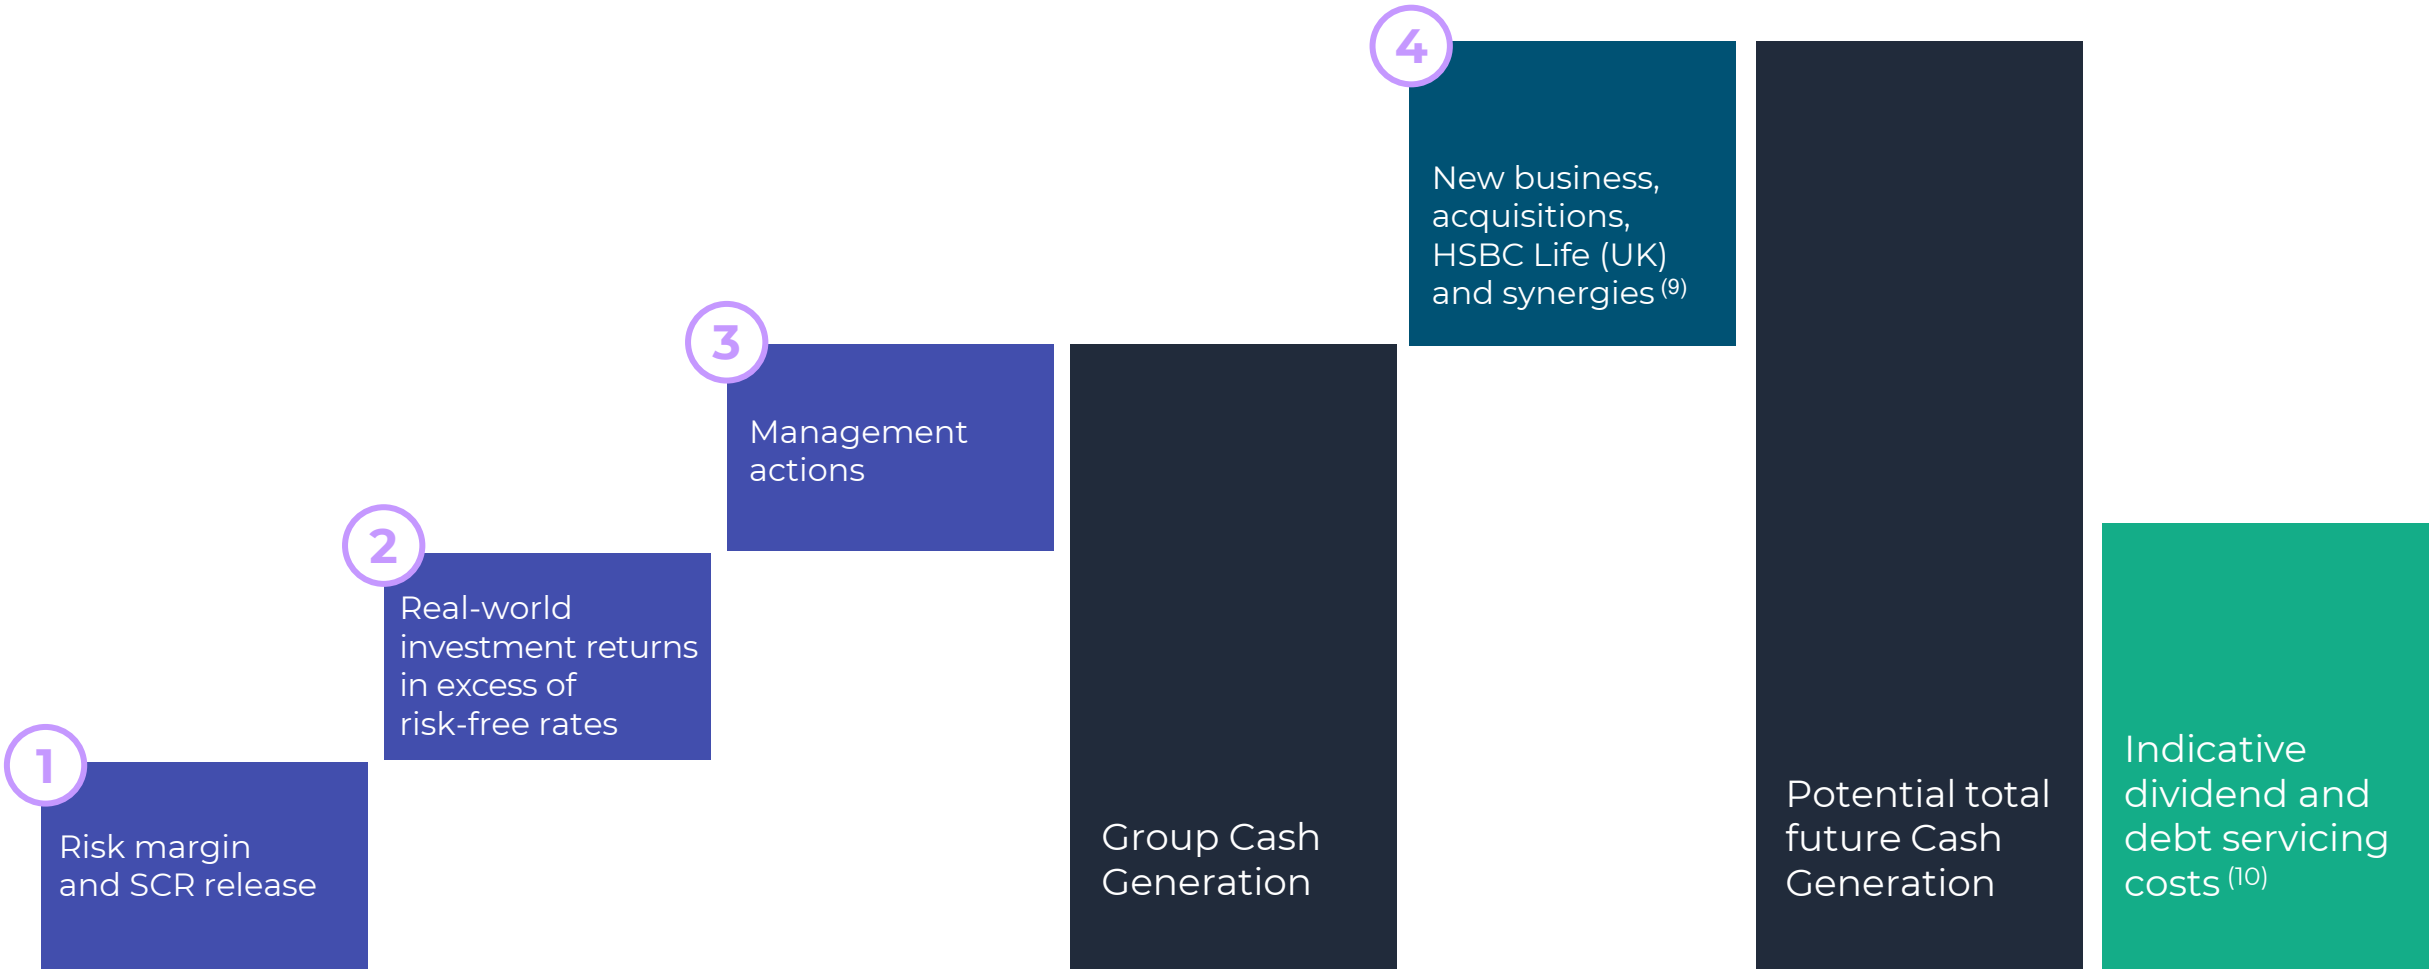 1
Risk margin
and SCR release
2
Real-world
investment returns
in excess of
risk-free rates
3
Management
actions
Group Cash
Generation
4
New business,
acquisitions,
HSBC Life (UK)
and synergies (9)
Potential total
future Cash
Generation
Indicative
dividend and
debt servicing
costs (10)